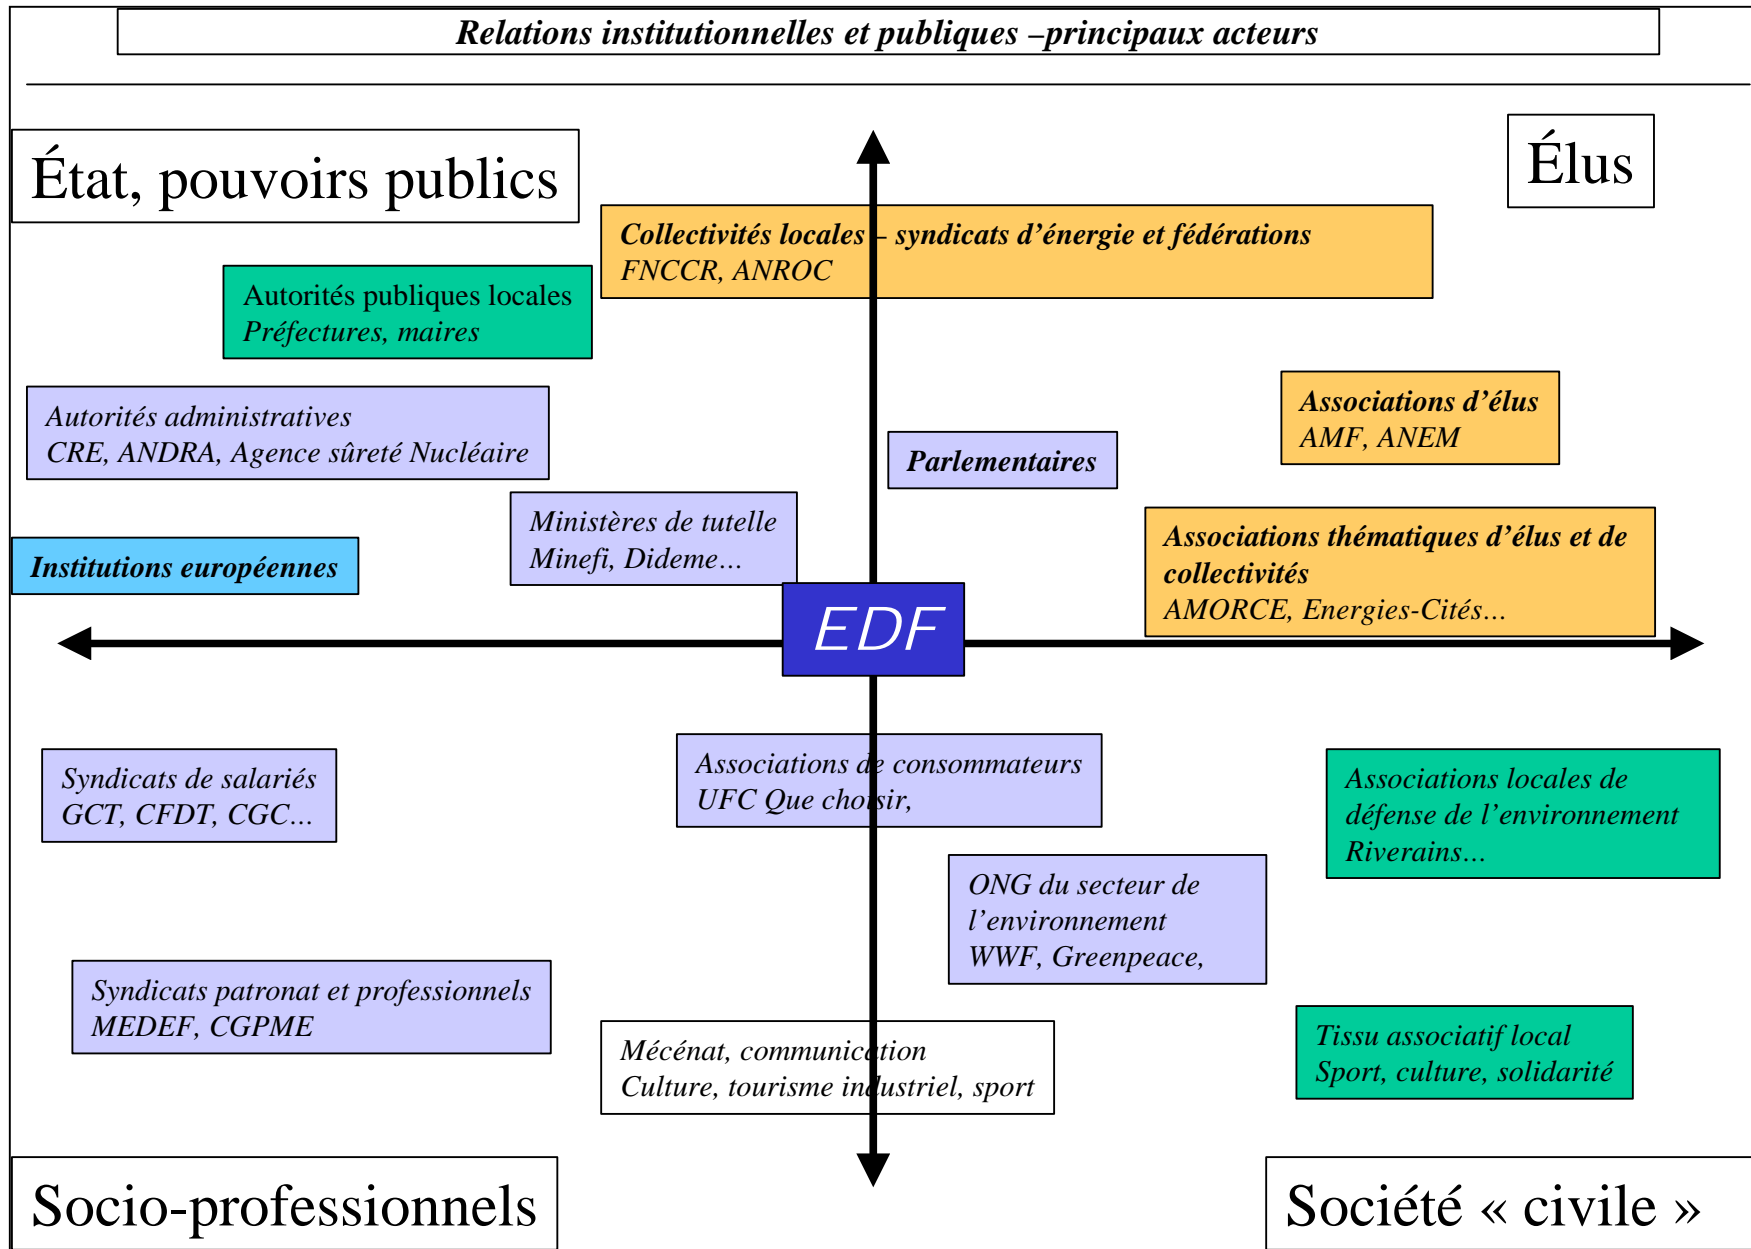 Relations institutionnelles et publiques –principaux acteurs
État, pouvoirs publics
Élus
Collectivités locales – syndicats d’énergie et fédérations
FNCCR, ANROC
Autorités publiques locales
Préfectures, maires
Autorités administratives
CRE, ANDRA, Agence sûreté Nucléaire
Associations d’élus
AMF, ANEM
Parlementaires
Ministères de tutelle
Minefi, Dideme…
Associations thématiques d’élus et de
collectivités
AMORCE, Energies-Cités…
Institutions européennes
EDF
Syndicats de salariés
GCT, CFDT, CGC…
Associations de consommateurs
UFC Que choisir,
Associations locales de
défense de l’environnement
Riverains…
ONG du secteur de
l’environnement
WWF, Greenpeace,
Syndicats patronat et professionnels
MEDEF, CGPME
Mécénat, communication
Culture, tourisme industriel, sport
Tissu associatif local
Sport, culture, solidarité
Socio-professionnels
Société « civile »